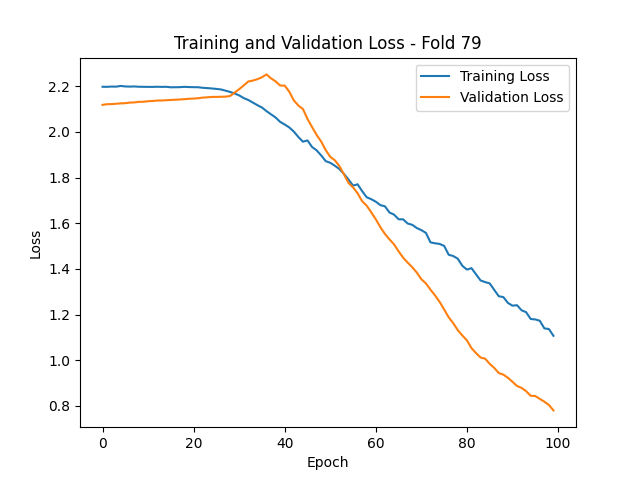 Training and Validation Loss - Fold 79
Training Loss
Validation Loss
2.2
2.0
1.8
1.6
1.4
1.2
1.0
0.8
Loss
0 20 40 60 80 100
Epoch